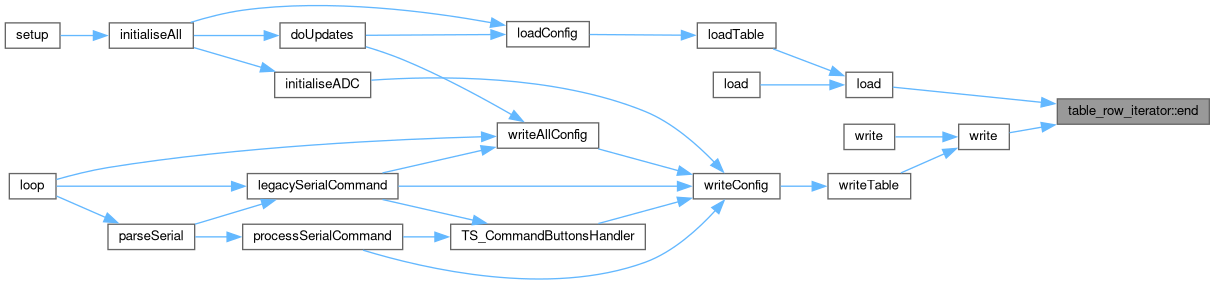 setup
initialiseAll
doUpdates
loadConfig
loadTable
initialiseADC
load
load
table_row_iterator::end
writeAllConfig
write
write
loop
legacySerialCommand
writeConfig
writeTable
parseSerial
processSerialCommand
TS_CommandButtonsHandler